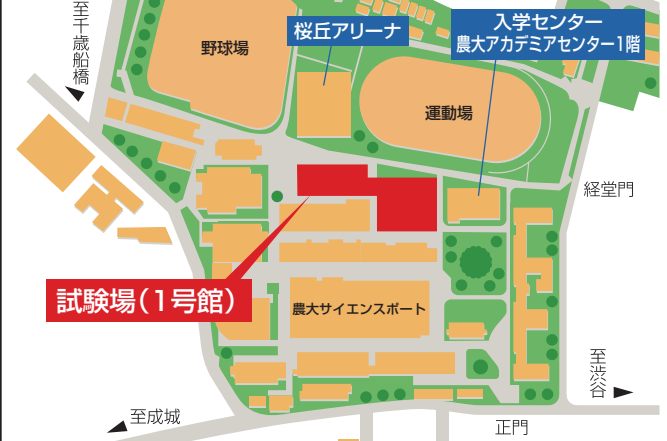 至千歳船橋
野球場
桜丘アリーナ
入学センター
農大アカデミアセンター1階
運動場
経堂門
試験場(1号館)
農大サイエンスポート
至渋谷
至成城
正門